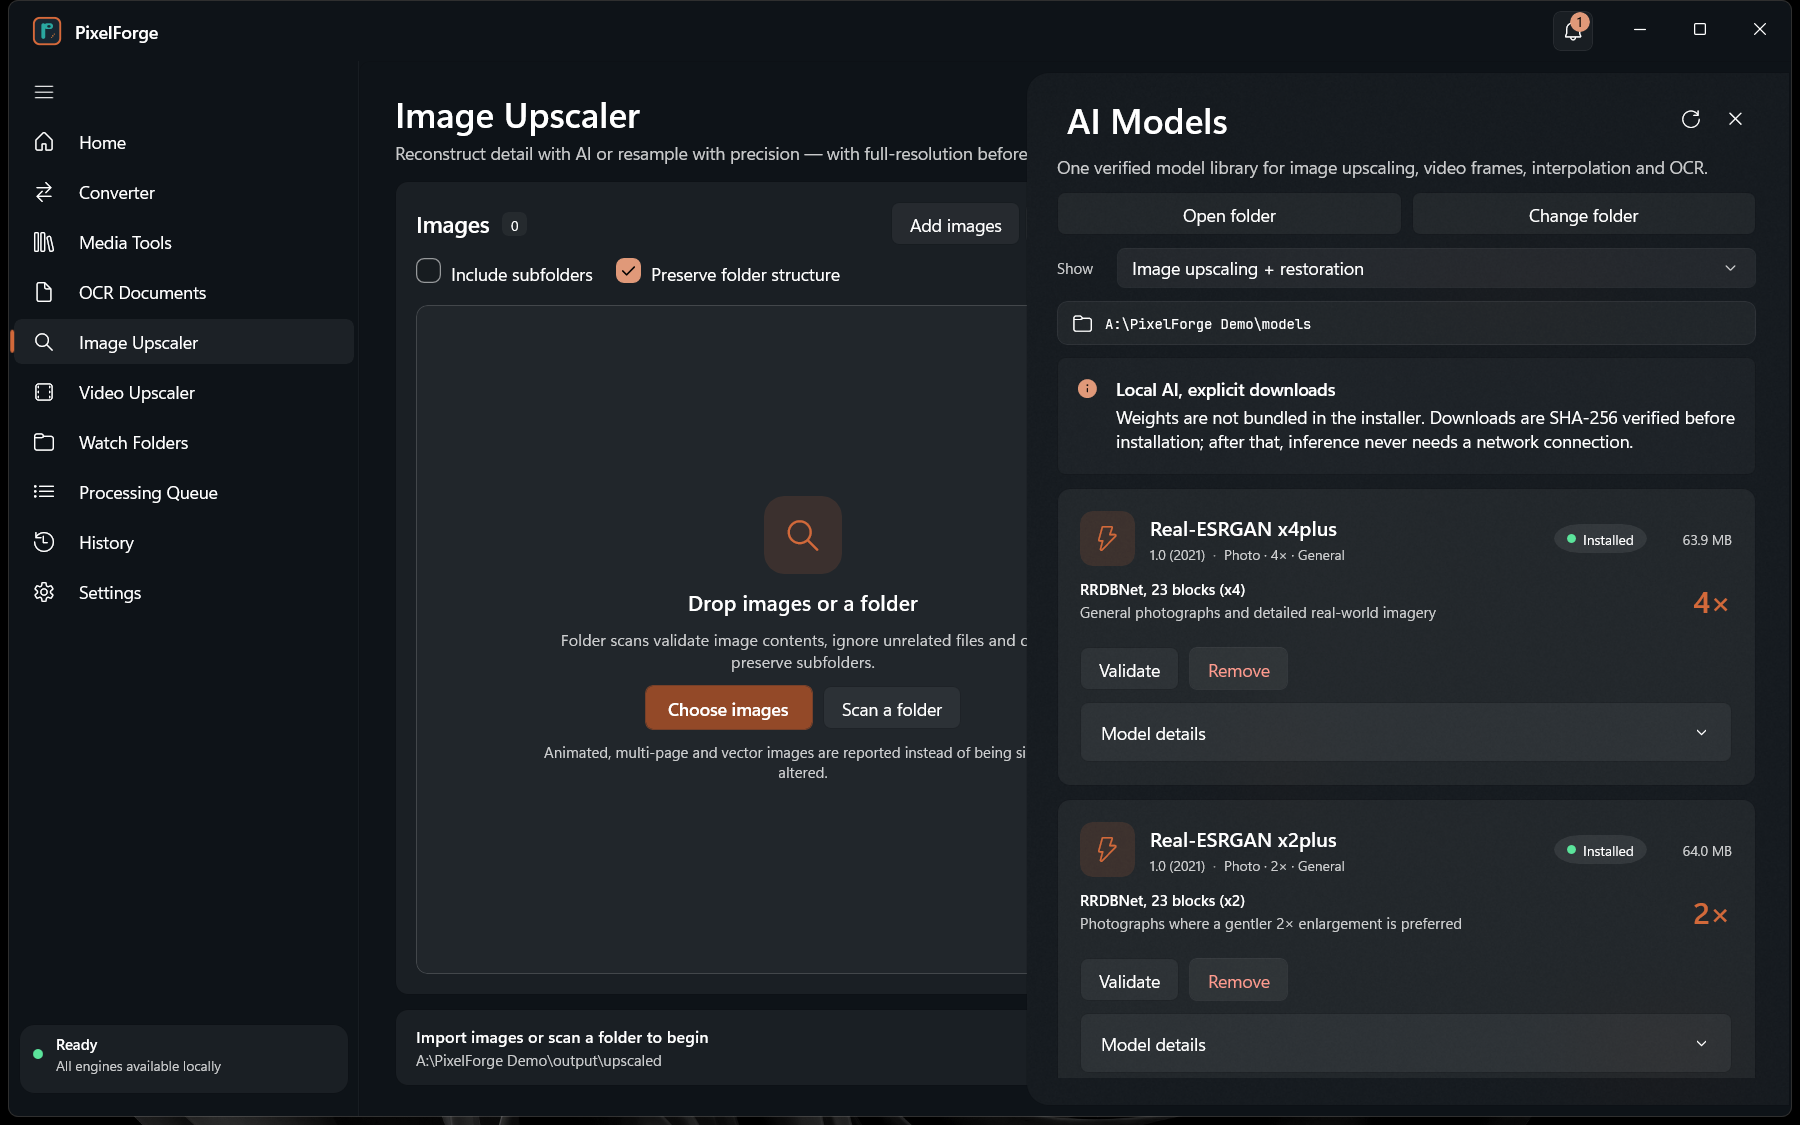 PixelForge
1
Home
Converter
Media Tools
OCR Documents
Image Upscaler
Video Upscaler
Watch Folders
Processing Queue
History
Settings
Ready
All engines available locally
Image Upscaler
Reconstruct detail with AI or resample with precision — with full-resolution before
Images 0
Add images
Include subfolders
Preserve folder structure
Drop images or a folder
Folder scans validate image contents, ignore unrelated files and c
preserve subfolders.
Choose images
Scan a folder
Animated, multi-page and vector images are reported instead of being si
altered.
Import images or scan a folder to begin
A:\PixelForge Demo\output\upscaled
AI Models
One verified model library for image upscaling, video frames, interpolation and OCR.
Open folder
Change folder
Show
Image upscaling + restoration
A:\PixelForge Demo\models
Local AI, explicit downloads
Weights are not bundled in the installer. Downloads are SHA-256 verified before
installation; after that, inference never needs a network connection.
Real-ESRGAN x4plus
1.0 (2021) · Photo · 4× · General
Installed
63.9 MB
RRDBNet, 23 blocks (x4)
General photographs and detailed real-world imagery
4×
Validate
Remove
Model details
Real-ESRGAN x2plus
1.0 (2021) · Photo · 2× · General
Installed
64.0 MB
RRDBNet, 23 blocks (x2)
Photographs where a gentler 2× enlargement is preferred
2×
Validate
Remove
Model details